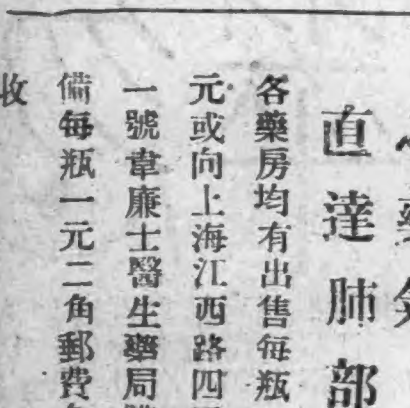 直達肺部
各藥房均有出售每瓶
元或向上海江西路四
一號韋廉士醫生藥局
備每瓶一元二角郵費
收